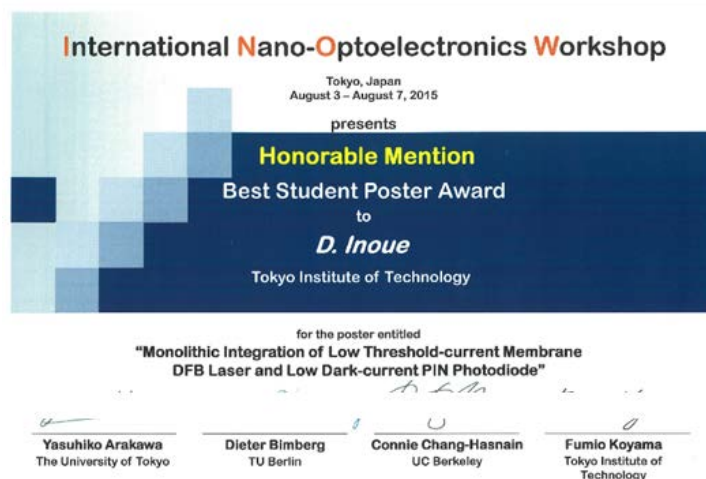 International Nano-Optoelectronics Workshop
Tokyo, Japan
August 3 – August 7, 2015
presents
Honorable Mention
Best Student Poster Award
to
D. Inoue
Tokyo Institute of Technology
for the poster entitled
"Monolithic Integration of Low Threshold-current Membrane
DFB Laser and Low Dark-current PIN Photodiode"
Yasuhiko Arakawa
The University of Tokyo
Dieter Bimberg
TU Berlin
Connie Chang-Hasnain
UC Berkeley
Fumio Koyama
Tokyo Institute of
Technology